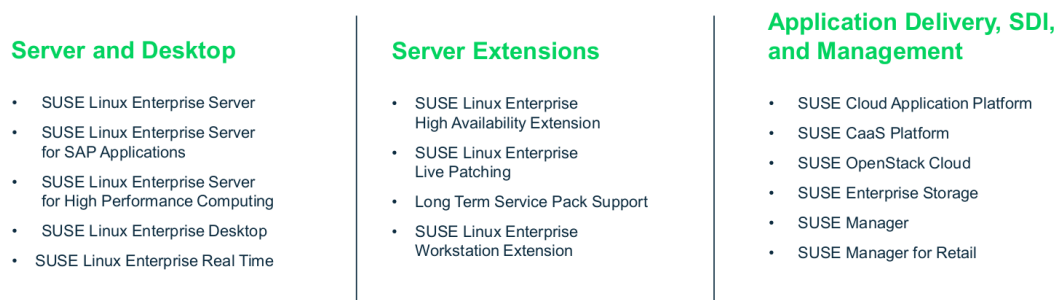 Server and Desktop
• SUSE Linux Enterprise Server
• SUSE Linux Enterprise Server
for SAP Applications
• SUSE Linux Enterprise Server
for High Performance Computing
• SUSE Linux Enterprise Desktop
• SUSE Linux Enterprise Real Time
Server Extensions
• SUSE Linux Enterprise
High Availability Extension
• SUSE Linux Enterprise
Live Patching
• Long Term Service Pack Support
• SUSE Linux Enterprise
Workstation Extension
Application Delivery, SDI,
and Management
• SUSE Cloud Application Platform
• SUSE CaaS Platform
• SUSE OpenStack Cloud
• SUSE Enterprise Storage
• SUSE Manager
• SUSE Manager for Retail